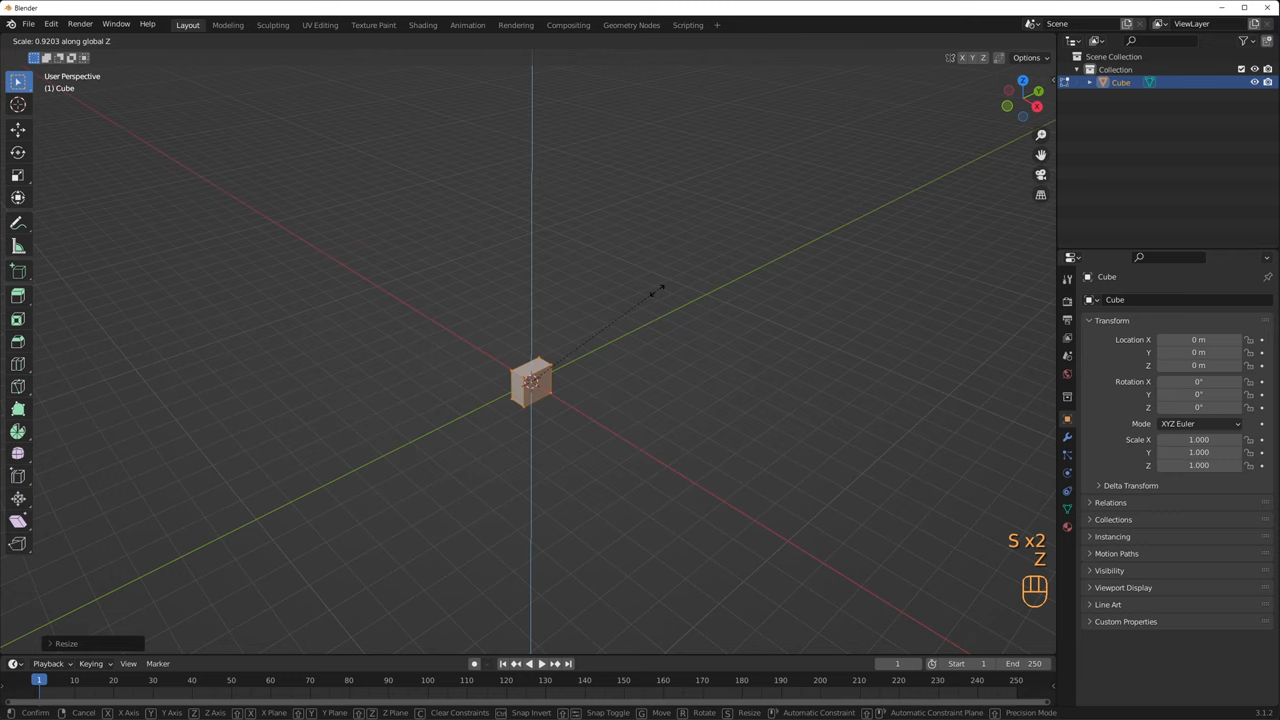 Blender
File Edit Render Window Help Layout Modeling Sculpting UV Editing Texture Paint Shading Animation Rendering Compositing Geometry Nodes Scripting + Scene ViewLayer
Scale: 0.9203 along global Z
X Y Z Options
User Perspective
(1) Cube
Scene Collection
Collection
Cube
Z
Y
X
Cube
Cube
Transform
Location X 0 m
Y 0 m
Z 0 m
Rotation X 0°
Y 0°
Z 0°
Mode XYZ Euler
Scale X 1.000
Y 1.000
Z 1.000
Delta Transform
Relations
Collections
Instancing
Motion Paths
Visibility
Viewport Display
Line Art
Custom Properties
S x2
Z
Resize
Playback Keying View Marker 1 Start 1 End 250
1 10 20 30 40 50 60 70 80 90 100 110 120 130 140 150 160 170 180 190 200 210 220 230 240 250
Confirm Cancel X X Axis Y Y Axis Z Z Axis X X Plane Y Y Plane Z Z Plane C Clear Constraints Snap Invert Snap Toggle G Move R Rotate S Resize Automatic Constraint Automatic Constraint Plane Precision Mode 3.1.2